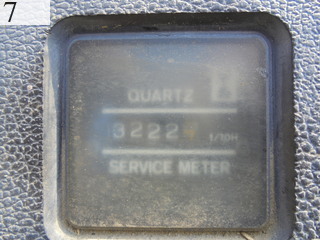 7
QUARTZ
3222
1/10H
SERVICE METER